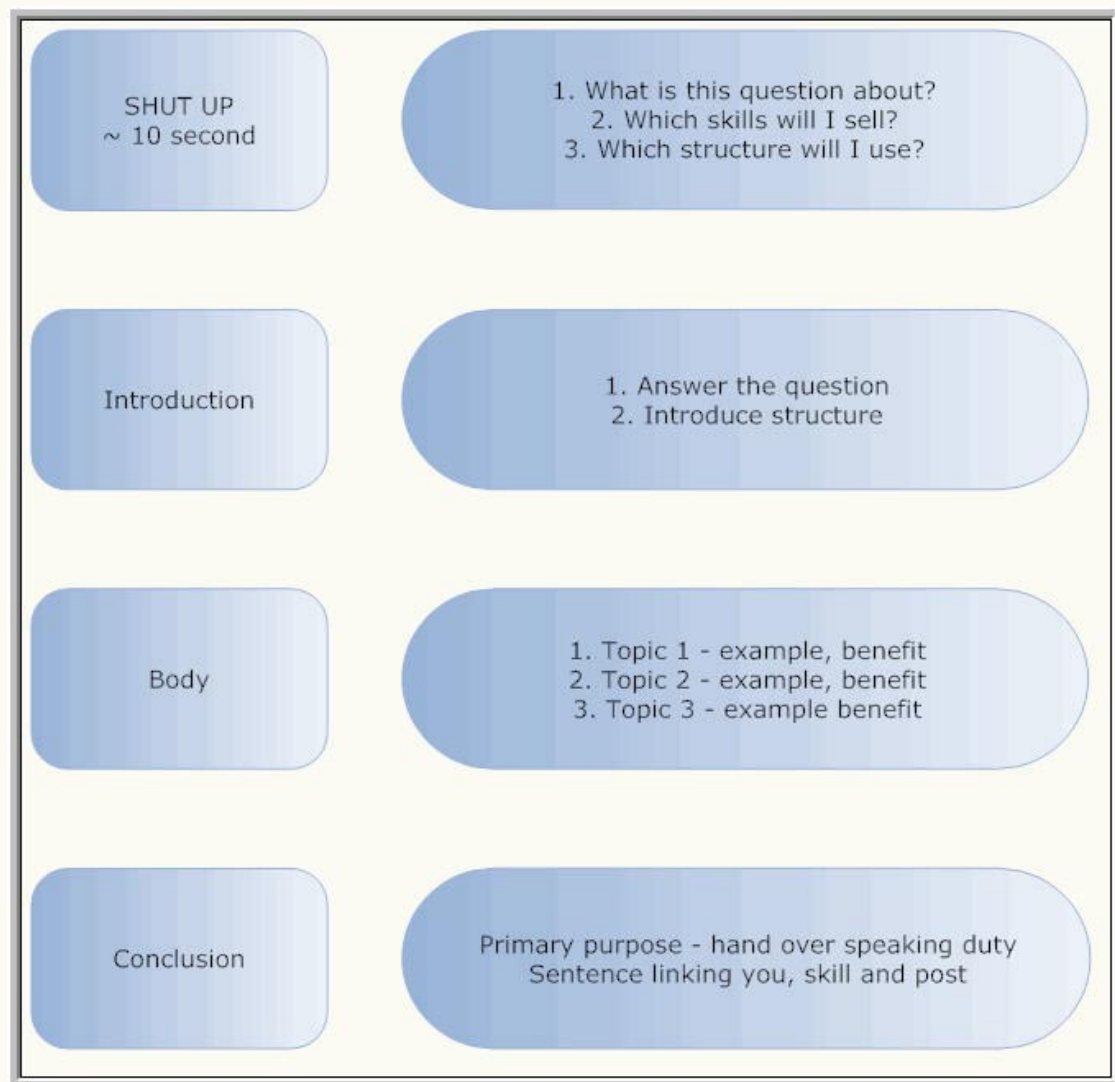 SHUT UP
~ 10 second
1. What is this question about?
2. Which skills will I sell?
3. Which structure will I use?
Introduction
1. Answer the question
2. Introduce structure
Body
1. Topic 1 - example, benefit
2. Topic 2 - example, benefit
3. Topic 3 - example benefit
Conclusion
Primary purpose - hand over speaking duty
Sentence linking you, skill and post